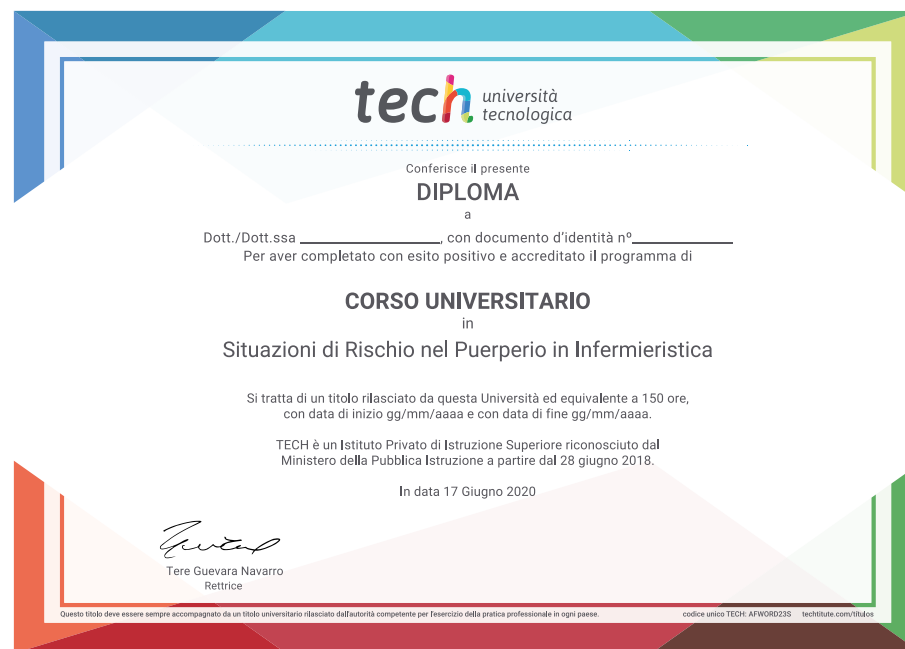 tech università
tecnologica
Conferisce il presente
DIPLOMA
a
Dott./Dott.ssa ____________________, con documento d'identità nº______________
Per aver completato con esito positivo e accreditato il programma di
CORSO UNIVERSITARIO
in
Situazioni di Rischio nel Puerperio in Infermieristica
Si tratta di un titolo rilasciato da questa Università ed equivalente a 150 ore,
con data di inizio gg/mm/aaaa e con data di fine gg/mm/aaaa.
TECH è un Istituto Privato di Istruzione Superiore riconosciuto dal
Ministero della Pubblica Istruzione a partire dal 28 giugno 2018.
In data 17 Giugno 2020
Tere Guevara Navarro
Rettrice
Questo titolo deve essere sempre accompagnato da un titolo universitario rilasciato dall'autorità competente per l'esercizio della pratica professionale in ogni paese. codice unico TECH: AFWORD23S techtitute.com/titulos